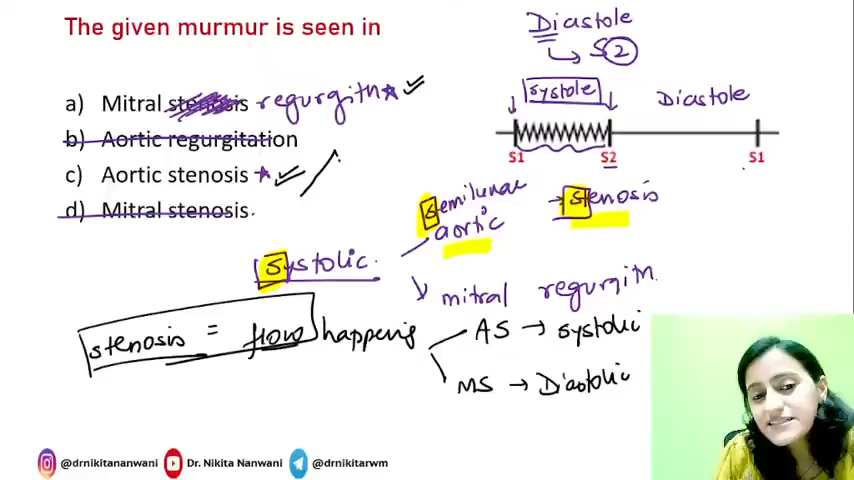 The given murmur is seen in
Diastole
↳ S2
a) Mitral stenosis regurgitn ★ ✓
systole
Diastole
b) Aortic regurgitation
S1 S2 S1
c) Aortic stenosis ★ ✓
d) Mitral stenosis.
semilunar
aortic
→ stenosis
systolic
mitral regurgitn.
stenosis = flow happening
AS → systolic
MS → Diastolic
@drnikitananwani Dr. Nikita Nanwani @drnikitarwm